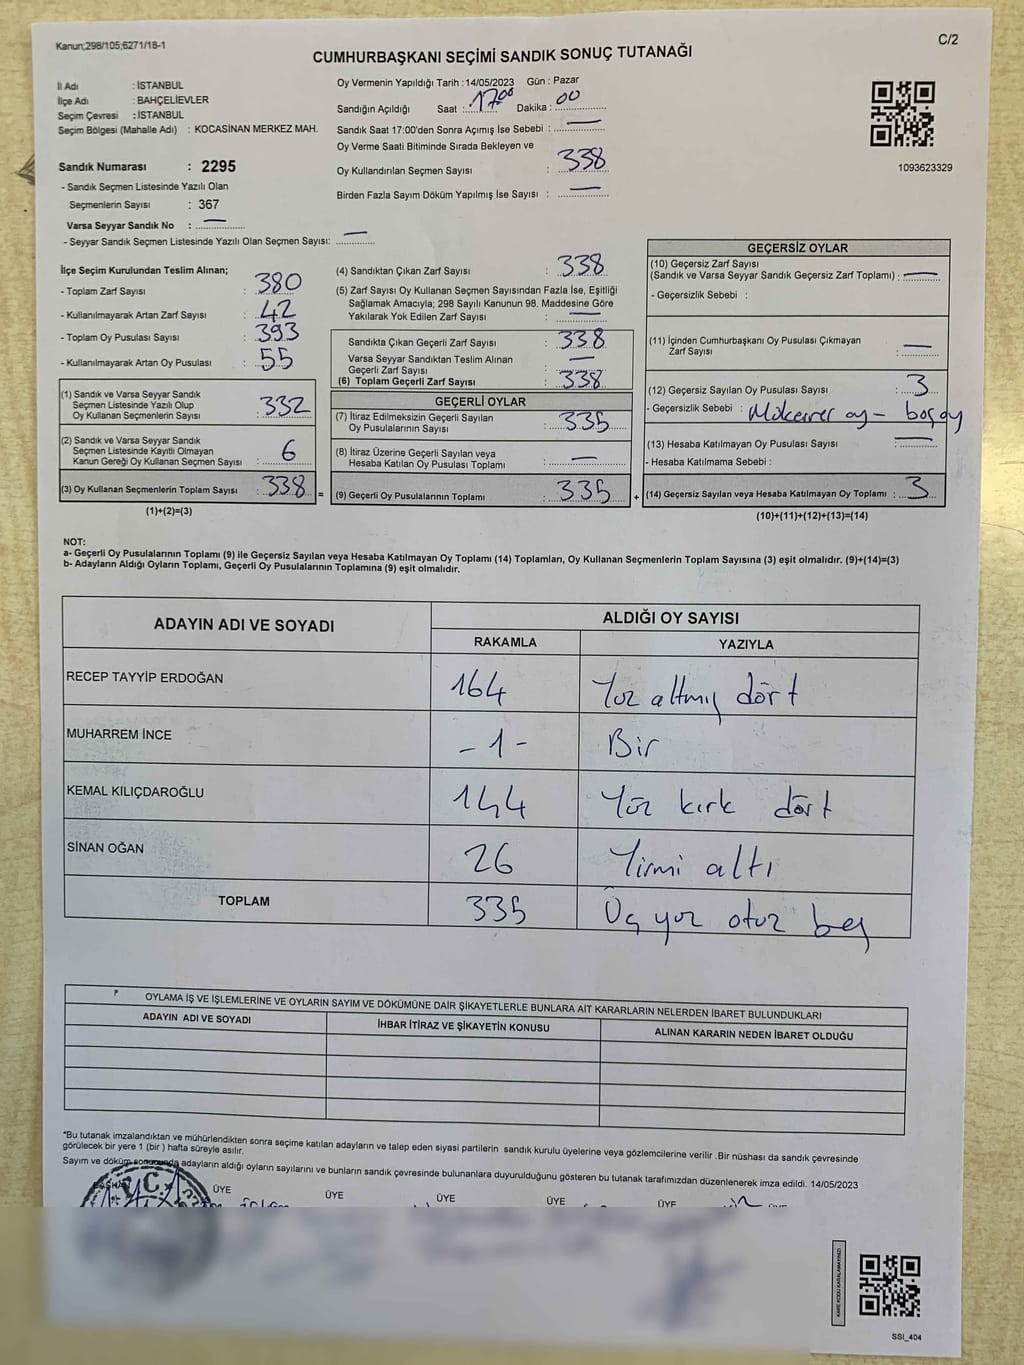 Kanun;298/105;6271/18-1
C/2
CUMHURBAŞKANI SEÇİMİ SANDIK SONUÇ TUTANAĞI
İl Adı : İSTANBUL
İlçe Adı : BAHÇELİEVLER
Seçim Çevresi : İSTANBUL
Seçim Bölgesi (Mahalle Adı) : KOCASİNAN MERKEZ MAH.
Sandık Numarası : 2295
- Sandık Seçmen Listesinde Yazılı Olan
Seçmenlerin Sayısı : 367
Varsa Seyyar Sandık No : —
- Seyyar Sandık Seçmen Listesinde Yazılı Olan Seçmen Sayısı: —
Oy Vermenin Yapıldığı Tarih :14/05/2023 Gün : Pazar
Sandığın Açıldığı Saat : 17:00 Dakika : 00
Sandık Saat 17:00'den Sonra Açımış İse Sebebi : —
Oy Verme Saati Bitiminde Sırada Bekleyen ve
Oy Kullandırılan Seçmen Sayısı : 338
Birden Fazla Sayım Döküm Yapılmış İse Sayısı : —
1093623329
İlçe Seçim Kurulundan Teslim Alınan;
- Toplam Zarf Sayısı : 380
- Kullanılmayarak Artan Zarf Sayısı : 42
- Toplam Oy Pusulası Sayısı : 393
- Kullanılmayarak Artan Oy Pusulası : 55
(1) Sandık ve Varsa Seyyar Sandık
Seçmen Listesinde Yazılı Olup
Oy Kullanan Seçmenlerin Sayısı : 332
(2) Sandık ve Varsa Seyyar Sandık
Seçmen Listesinde Kayıtlı Olmayan
Kanun Gereği Oy Kullanan Seçmen Sayısı : 6
(3) Oy Kullanan Seçmenlerin Toplam Sayısı : 338 =
(1)+(2)=(3)
(4) Sandıktan Çıkan Zarf Sayısı : 338
(5) Zarf Sayısı Oy Kullanan Seçmen Sayısından Fazla İse, Eşitliği
Sağlamak Amacıyla; 298 Sayılı Kanunun 98. Maddesine Göre
Yakılarak Yok Edilen Zarf Sayısı : —
Sandıkta Çıkan Geçerli Zarf Sayısı : 338
Varsa Seyyar Sandıktan Teslim Alınan
Geçerli Zarf Sayısı : —
(6) Toplam Geçerli Zarf Sayısı : 338
GEÇERLİ OYLAR
(7) İtiraz Edilmeksizin Geçerli Sayılan
Oy Pusulalarının Sayısı : 335
(8) İtiraz Üzerine Geçerli Sayılan veya
Hesaba Katılan Oy Pusulası Toplamı : —
(9) Geçerli Oy Pusulalarının Toplamı : 335 +
GEÇERSİZ OYLAR
(10) Geçersiz Zarf Sayısı
(Sandık ve Varsa Seyyar Sandık Geçersiz Zarf Toplamı) : —
- Geçersizlik Sebebi :
(11) İçinden Cumhurbaşkanı Oy Pusulası Çıkmayan
Zarf Sayısı : —
(12) Geçersiz Sayılan Oy Pusulası Sayısı : 3
- Geçersizlik Sebebi : Mükerrer oy - boş oy
(13) Hesaba Katılmayan Oy Pusulası Sayısı : —
- Hesaba Katılmama Sebebi :
(14) Geçersiz Sayılan veya Hesaba Katılmayan Oy Toplamı : 3
(10)+(11)+(12)+(13)=(14)
NOT:
a- Geçerli Oy Pusulalarının Toplamı (9) ile Geçersiz Sayılan veya Hesaba Katılmayan Oy Toplamı (14) Toplamları, Oy Kullanan Seçmenlerin Toplam Sayısına (3) eşit olmalıdır. (9)+(14)=(3)
b- Adayların Aldığı Oyların Toplamı, Geçerli Oy Pusulalarının Toplamına (9) eşit olmalıdır.
ADAYIN ADI VE SOYADI
ALDIĞI OY SAYISI
RAKAMLA YAZIYLA
RECEP TAYYİP ERDOĞAN 164 Yüz altmış dört
MUHARREM İNCE -1- Bir
KEMAL KILIÇDAROĞLU 144 Yüz kırk dört
SİNAN OĞAN 26 Yirmi altı
TOPLAM 335 Üç yüz otuz beş
OYLAMA İŞ VE İŞLEMLERİNE VE OYLARIN SAYIM VE DÖKÜMÜNE DAİR ŞİKAYETLERLE BUNLARA AİT KARARLARIN NELERDEN İBARET BULUNDUKLARI
ADAYIN ADI VE SOYADI İHBAR İTİRAZ VE ŞİKAYETİN KONUSU ALINAN KARARIN NEDEN İBARET OLDUĞU
"Bu tutanak imzalandıktan ve mühürlendikten sonra seçime katılan adayların ve talep eden siyasi partilerin sandık kurulu üyelerine veya gözlemcilerine verilir .Bir nüshası da sandık çevresinde
görülecek bir yere 1 (bir ) hafta süreyle asılır.
Sayım ve döküm sonucunda adayların aldığı oyların sayılarını ve bunların sandık çevresinde bulunanlara duyurulduğunu gösteren bu tutanak tarafımızdan düzenlenerek imza edildi. 14/05/2023
ÜYE ÜYE ÜYE ÜYE ÜYE ÜYE
SSI_404